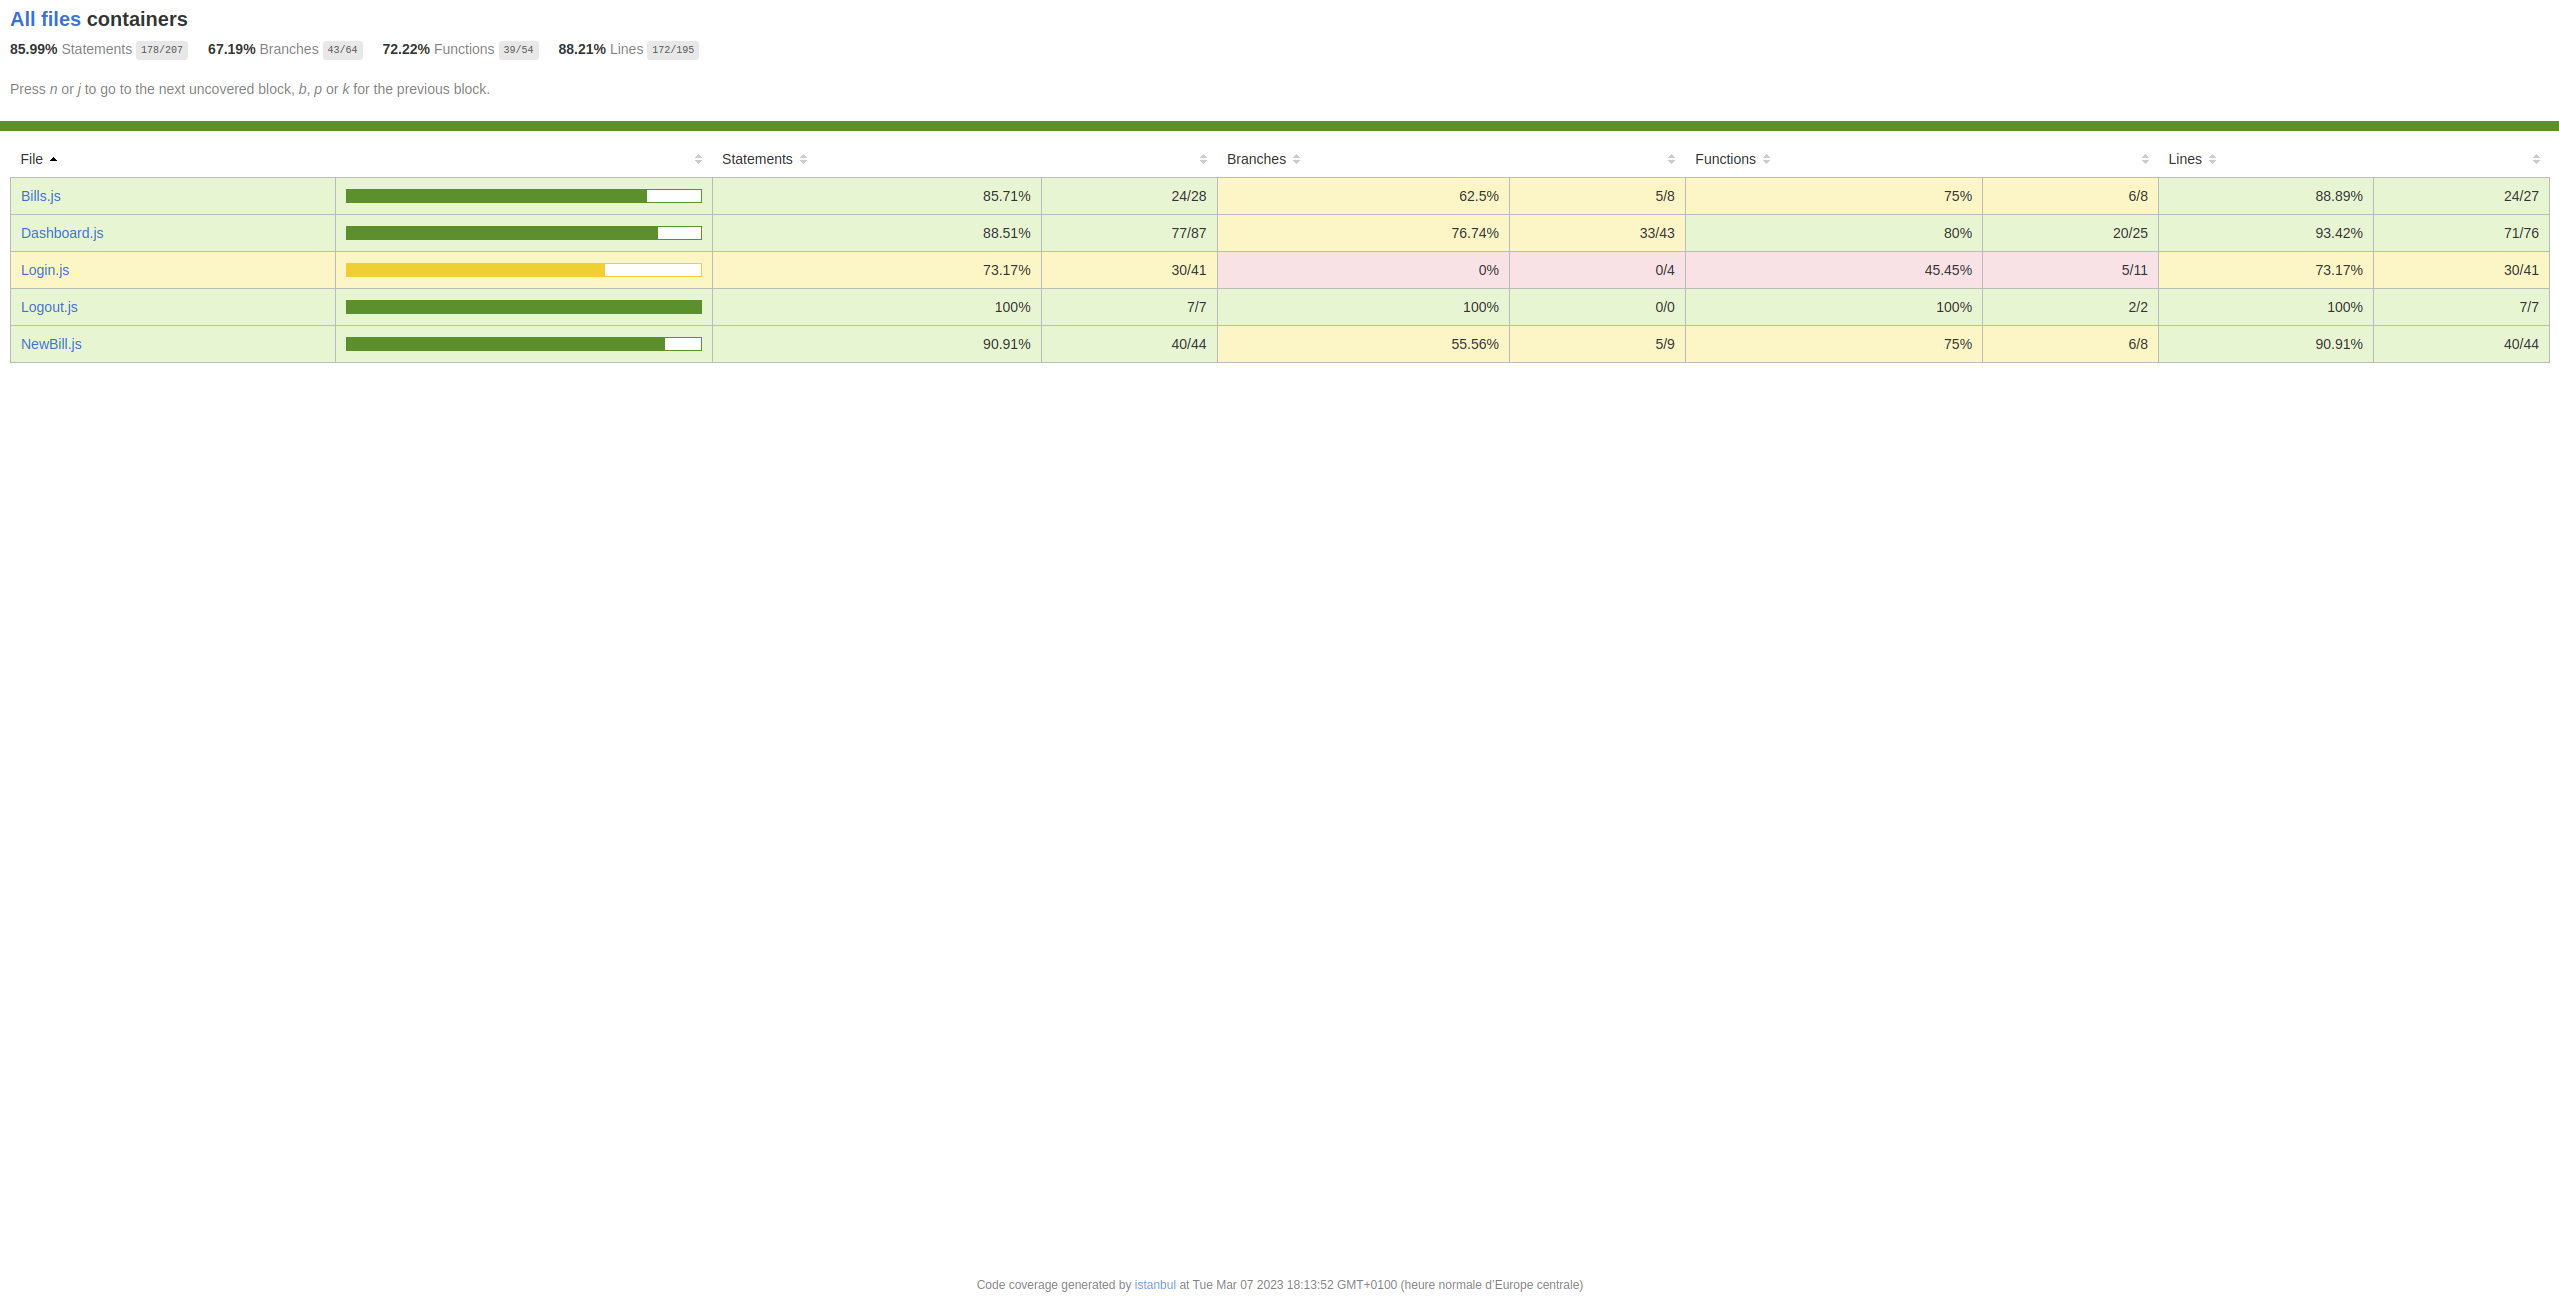 All files containers
85.99% Statements 178/207 67.19% Branches 43/64 72.22% Functions 39/54 88.21% Lines 172/195
Press n or j to go to the next uncovered block, b, p or k for the previous block.
File Statements Branches Functions Lines
Bills.js 85.71% 24/28 62.5% 5/8 75% 6/8 88.89% 24/27
Dashboard.js 88.51% 77/87 76.74% 33/43 80% 20/25 93.42% 71/76
Login.js 73.17% 30/41 0% 0/4 45.45% 5/11 73.17% 30/41
Logout.js 100% 7/7 100% 0/0 100% 2/2 100% 7/7
NewBill.js 90.91% 40/44 55.56% 5/9 75% 6/8 90.91% 40/44
Code coverage generated by istanbul at Tue Mar 07 2023 18:13:52 GMT+0100 (heure normale d’Europe centrale)